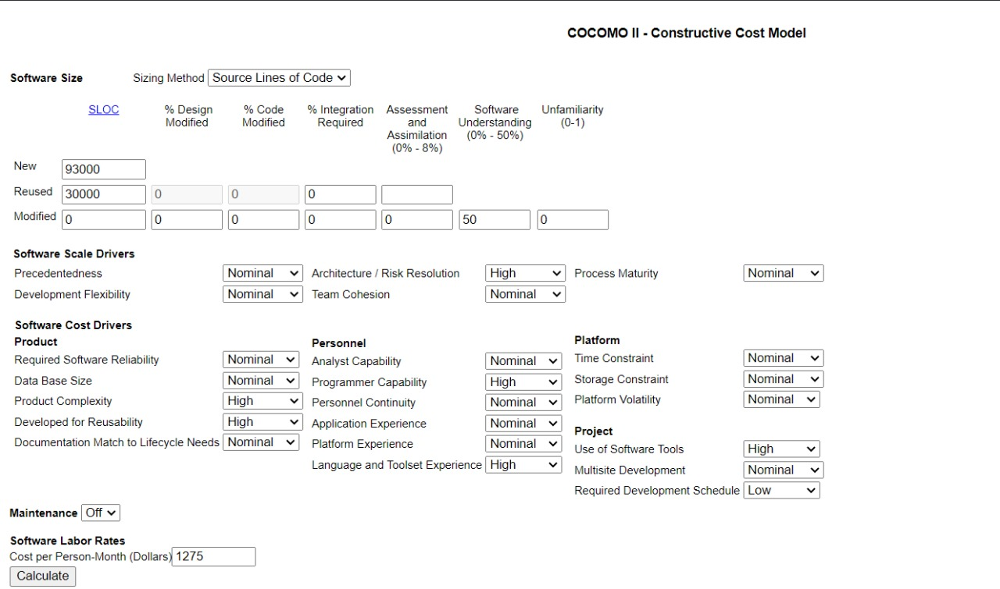 COCOMO II - Constructive Cost Model
Software Size Sizing Method Source Lines of Code
SLOC % Design Modified % Code Modified % Integration Required Assessment and Assimilation (0% - 8%) Software Understanding (0% - 50%) Unfamiliarity (0-1)
New 93000
Reused 30000 0 0 0
Modified 0 0 0 0 0 50 0
Software Scale Drivers
Precedentedness Nominal Architecture / Risk Resolution High Process Maturity Nominal
Development Flexibility Nominal Team Cohesion Nominal
Software Cost Drivers
Product
Required Software Reliability Nominal
Data Base Size Nominal
Product Complexity High
Developed for Reusability High
Documentation Match to Lifecycle Needs Nominal
Personnel
Analyst Capability Nominal
Programmer Capability High
Personnel Continuity Nominal
Application Experience Nominal
Platform Experience Nominal
Language and Toolset Experience High
Platform
Time Constraint Nominal
Storage Constraint Nominal
Platform Volatility Nominal
Project
Use of Software Tools High
Multisite Development Nominal
Required Development Schedule Low
Maintenance Off
Software Labor Rates
Cost per Person-Month (Dollars) 1275
Calculate